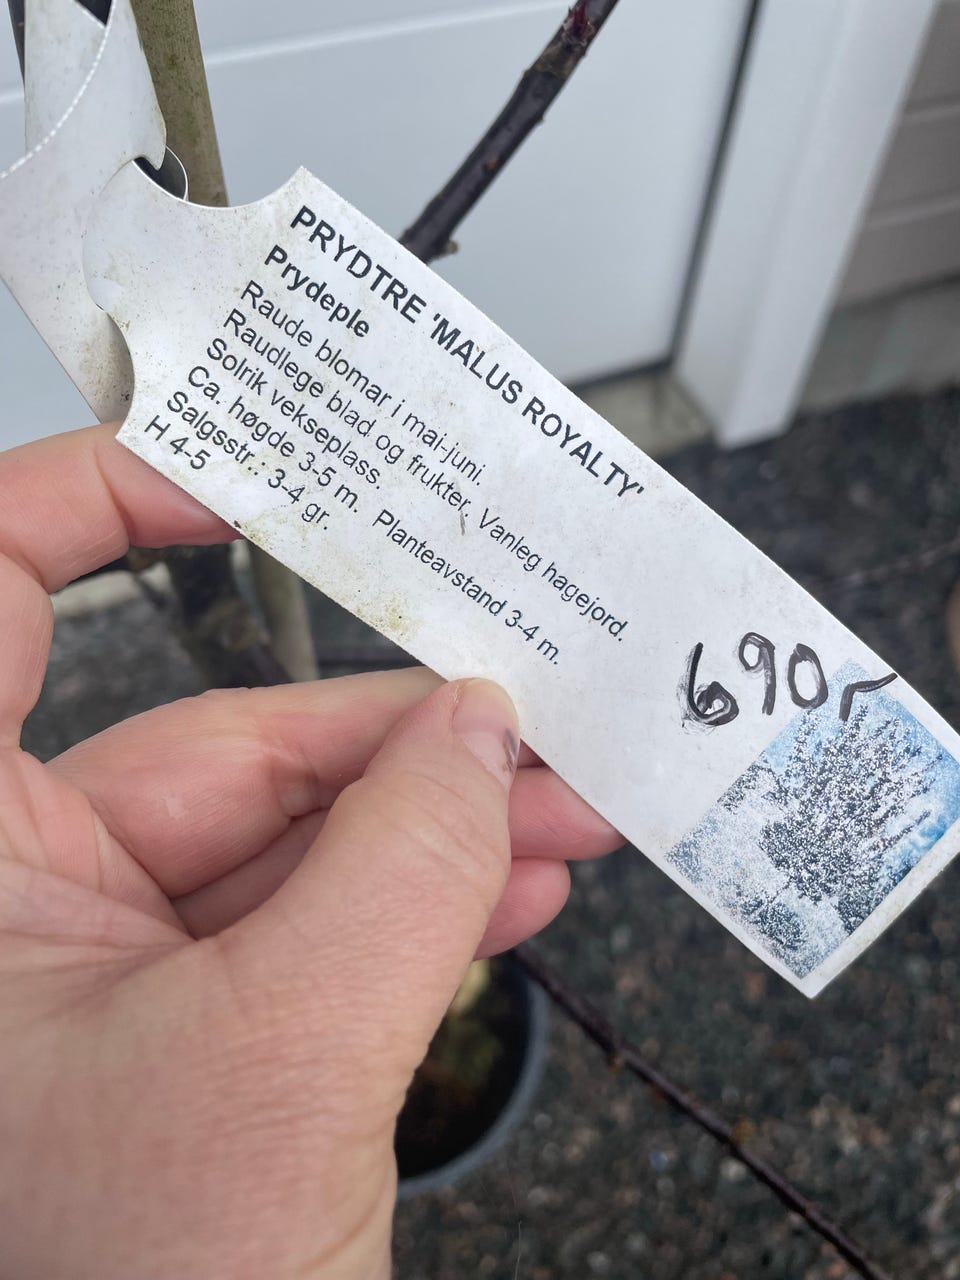 PRYDTRE 'MALUS ROYALTY'
Prydeple
Raude blomar i mai-juni.
Raudlege blad og frukter. Vanleg hagejord.
Solrik vekseplass.
Ca. høgde 3-5 m. Planteavstand 3-4 m.
Salgsstr.: 3-4 gr.
H 4-5
690,-